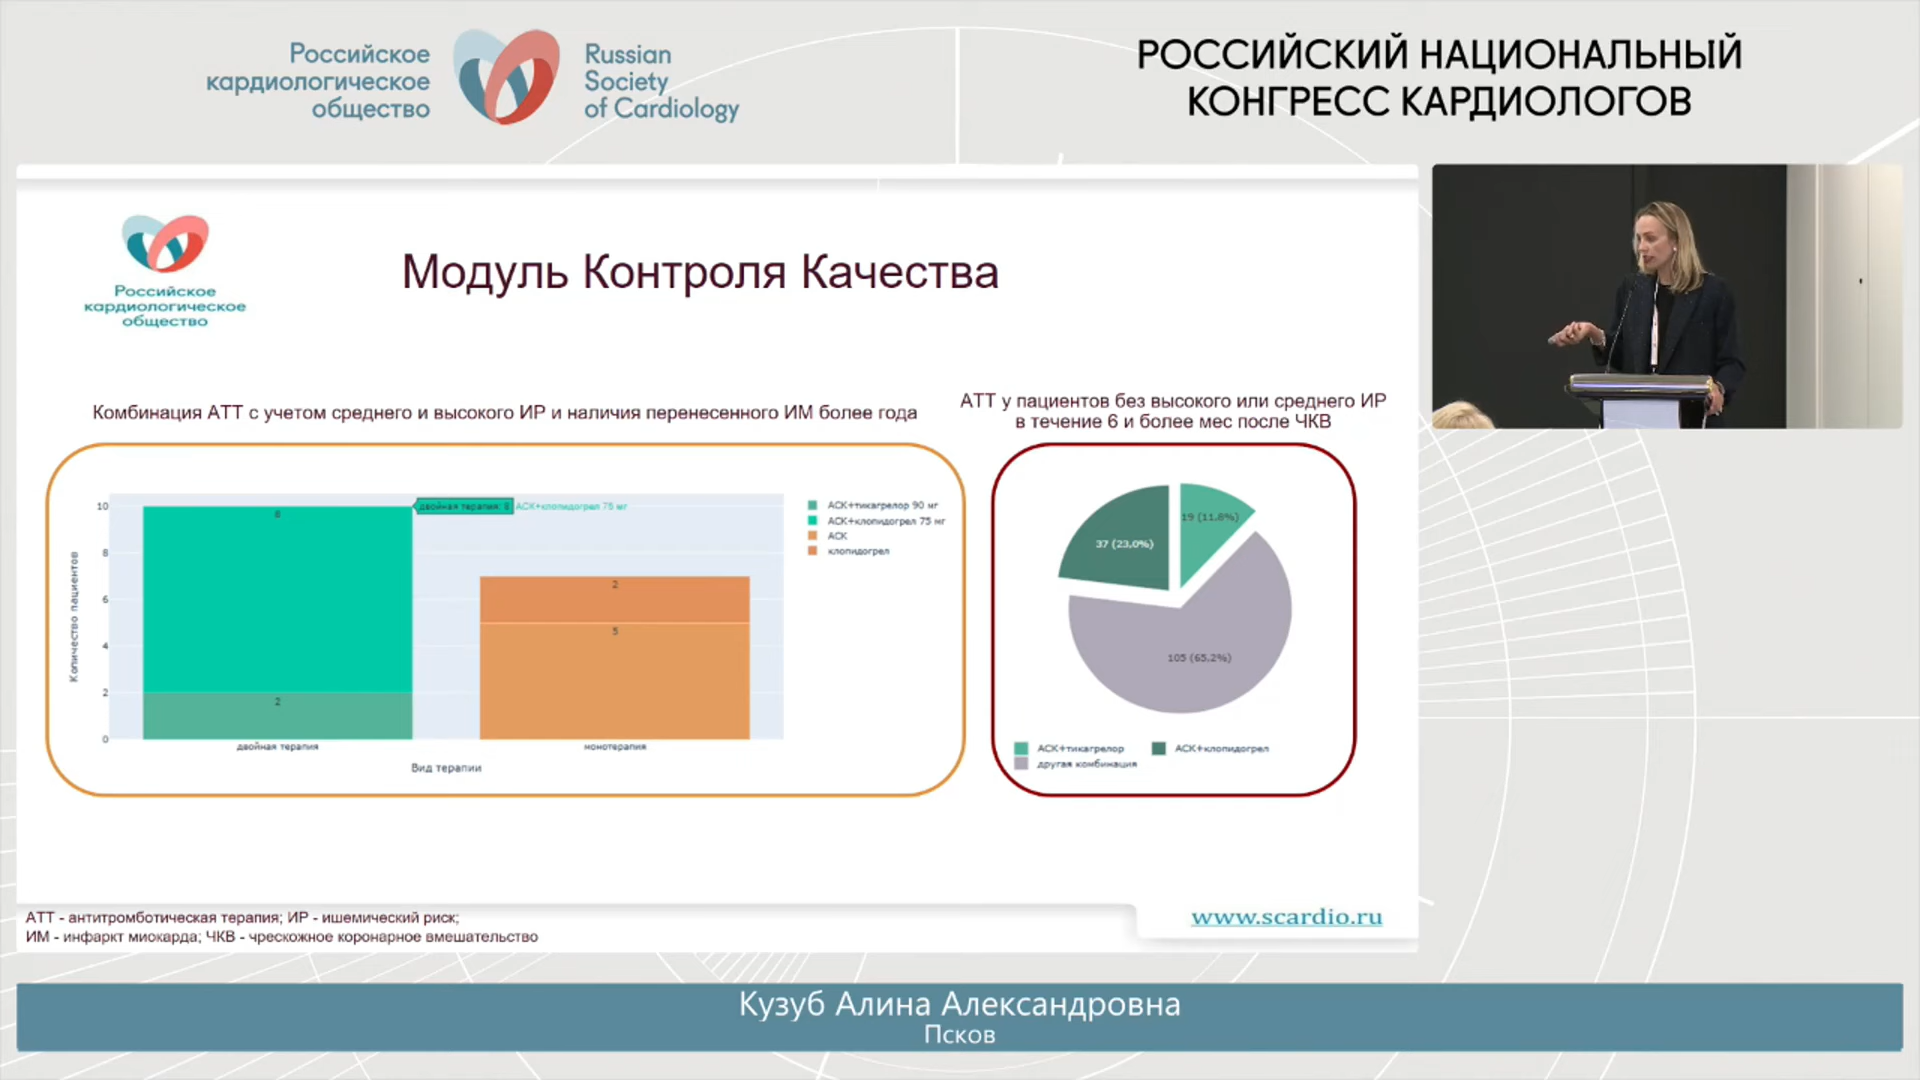 Российское
кардиологическое
общество
Russian
Society
of Cardiology
РОССИЙСКИЙ НАЦИОНАЛЬНЫЙ
КОНГРЕСС КАРДИОЛОГОВ
Российское
кардиологическое
общество
Модуль Контроля Качества
Комбинация АТТ с учетом среднего и высокого ИР и наличия перенесенного ИМ более года
Количество пациентов
10
8
6
4
2
0
8
2
двойная терапия: 8
АСК+клопидогрел 75 мг
2
5
двойная терапия
монотерапия
Вид терапии
АСК+тикагрелор 90 мг
АСК+клопидогрел 75 мг
АСК
клопидогрел
АТТ у пациентов без высокого или среднего ИР
в течение 6 и более мес после ЧКВ
19 (11,8%)
37 (23,0%)
105 (65,2%)
АСК+тикагрелор
АСК+клопидогрел
другая комбинация
АТТ - антитромботическая терапия; ИР - ишемический риск;
ИМ - инфаркт миокарда; ЧКВ - чрескожное коронарное вмешательство
www.scardio.ru
Кузуб Алина Александровна
Псков